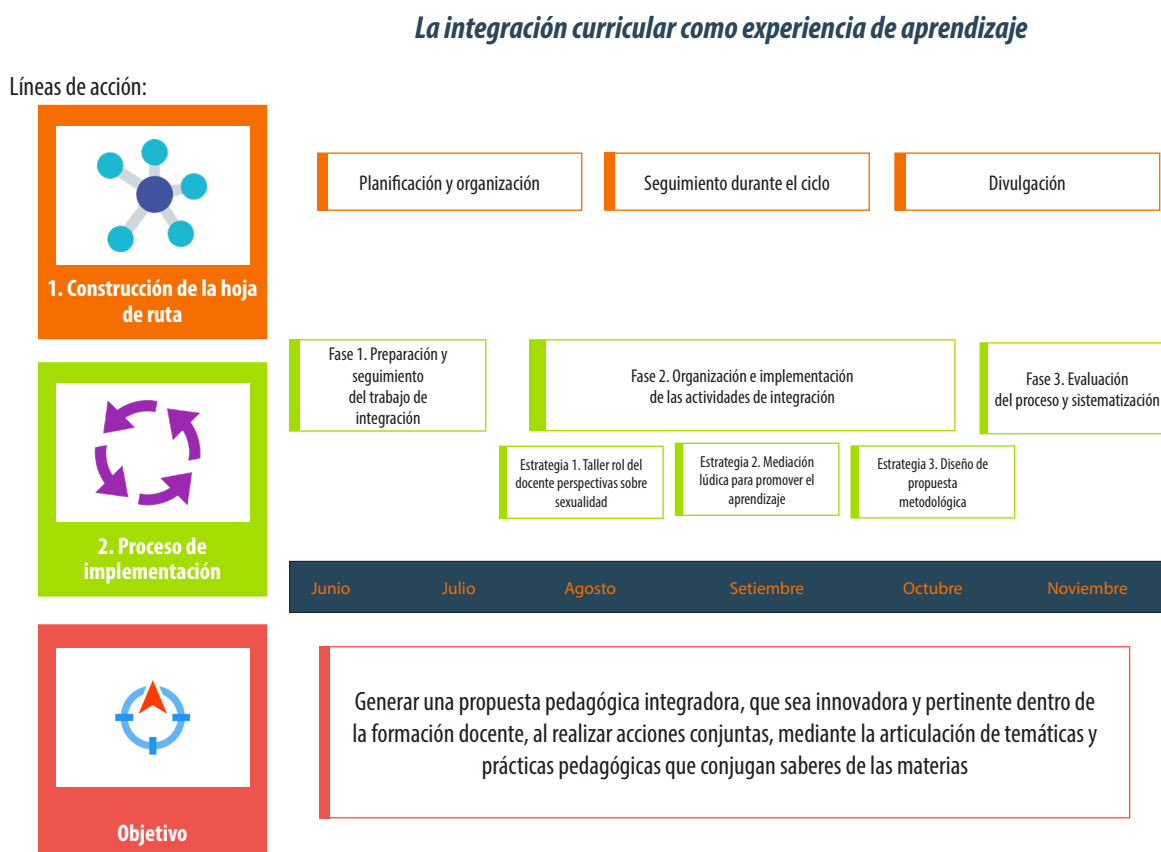 La integración curricular como experiencia de aprendizaje
Líneas de acción:
1. Construcción de la hoja
de ruta
Planificación y organización
Seguimiento durante el ciclo
Divulgación
2. Proceso de
implementación
Fase 1. Preparación y
seguimiento
del trabajo de
integración
Fase 2. Organización e implementación
de las actividades de integración
Fase 3. Evaluación
del proceso y sistematización
Estrategia 1. Taller rol del
docente perspectivas sobre
sexualidad
Estrategia 2. Mediación
lúdica para promover el
aprendizaje
Estrategia 3. Diseño de
propuesta
metodológica
Junio Julio Agosto Setiembre Octubre Noviembre
Objetivo
Generar una propuesta pedagógica integradora, que sea innovadora y pertinente dentro de
la formación docente, al realizar acciones conjuntas, mediante la articulación de temáticas y
prácticas pedagógicas que conjugan saberes de las materias